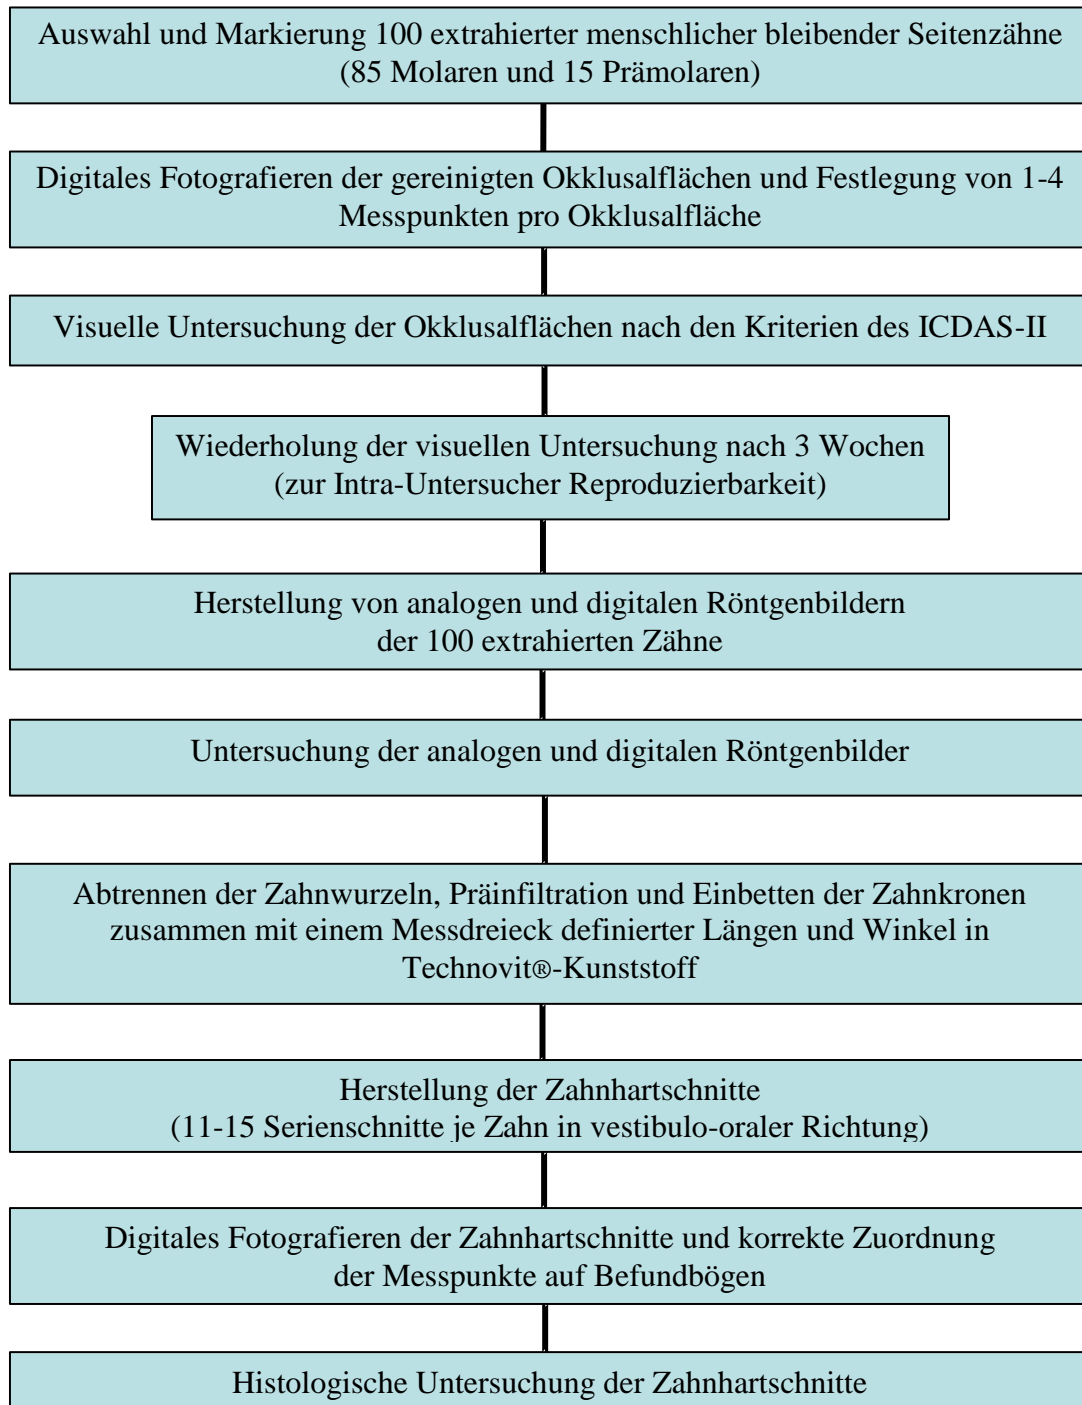 Auswahl und Markierung 100 extrahierter menschlicher bleibender Seitenzähne
(85 Molaren und 15 Prämolaren)
Digitales Fotografieren der gereinigten Okklusalflächen und Festlegung von 1-4
Messpunkten pro Okklusalfläche
Visuelle Untersuchung der Okklusalflächen nach den Kriterien des ICDAS-II
Wiederholung der visuellen Untersuchung nach 3 Wochen
(zur Intra-Untersucher Reproduzierbarkeit)
Herstellung von analogen und digitalen Röntgenbildern
der 100 extrahierten Zähne
Untersuchung der analogen und digitalen Röntgenbilder
Abtrennen der Zahnwurzeln, Präinfiltration und Einbetten der Zahnkronen
zusammen mit einem Messdreieck definierter Längen und Winkel in
Technovit®-Kunststoff
Herstellung der Zahnhartschnitte
(11-15 Serienschnitte je Zahn in vestibulo-oraler Richtung)
Digitales Fotografieren der Zahnhartschnitte und korrekte Zuordnung
der Messpunkte auf Befundbögen
Histologische Untersuchung der Zahnhartschnitte